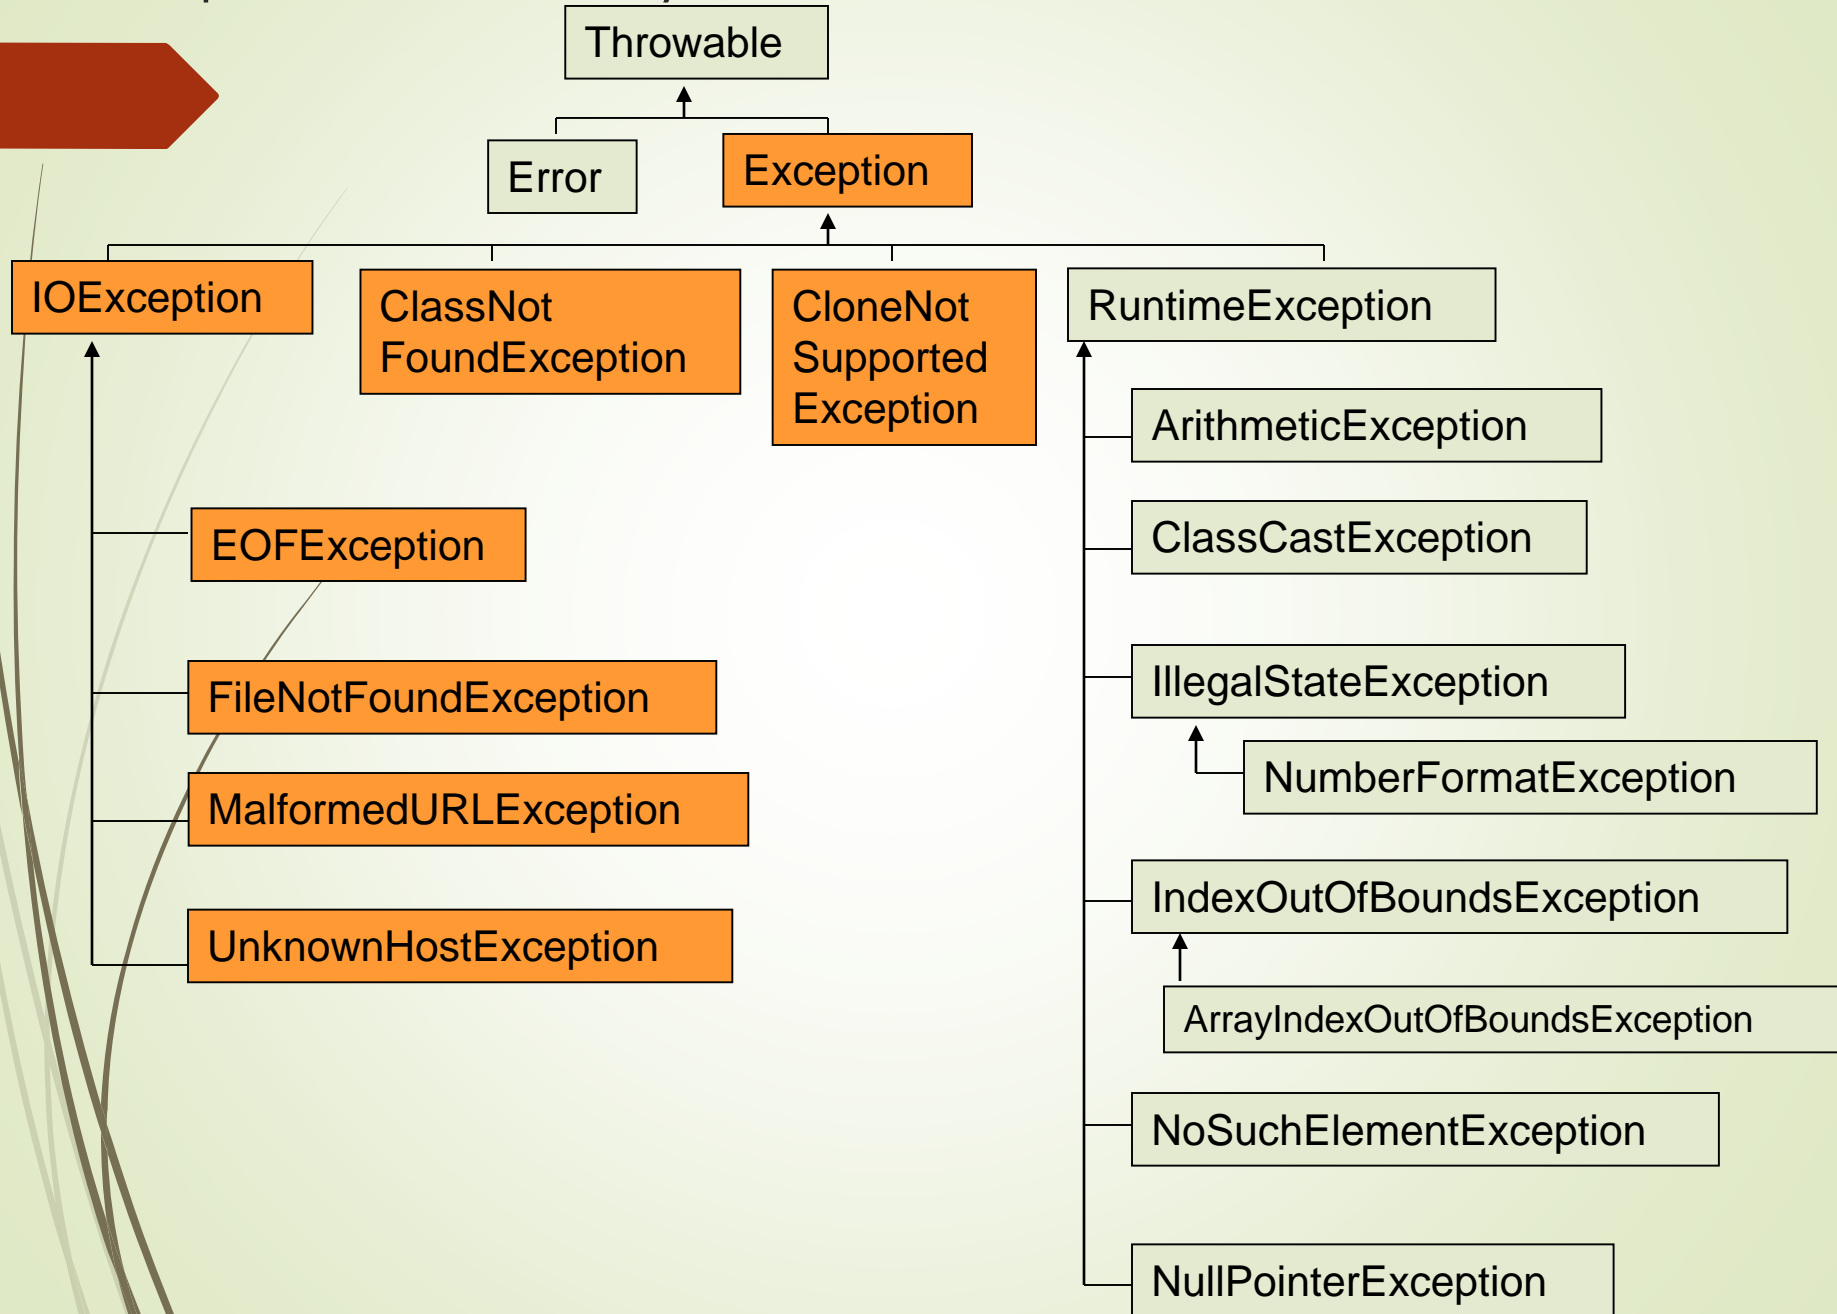 Throwable
Error
Exception
IOException
ClassNot
FoundException
CloneNot
Supported
Exception
RuntimeException
ArithmeticException
ClassCastException
IllegalStateException
NumberFormatException
IndexOutOfBoundsException
ArrayIndexOutOfBoundsException
NoSuchElementException
NullPointerException
EOFException
FileNotFoundException
MalformedURLException
UnknownHostException